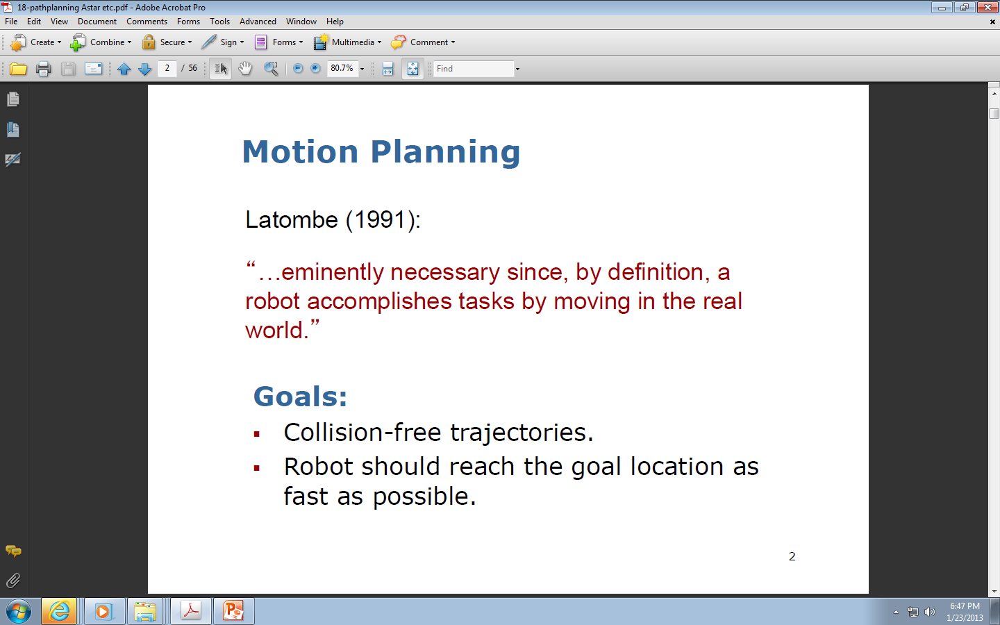 18-pathplanning Astar etc.pdf - Adobe Acrobat Pro
File Edit View Document Comments Forms Tools Advanced Window Help
Create Combine Secure Sign Forms Multimedia Comment
2 / 56 80.7% Find
Motion Planning
Latombe (1991):
“…eminently necessary since, by definition, a
robot accomplishes tasks by moving in the real
world.”
Goals:
▪ Collision-free trajectories.
▪ Robot should reach the goal location as
fast as possible.
2
6:47 PM
1/23/2013